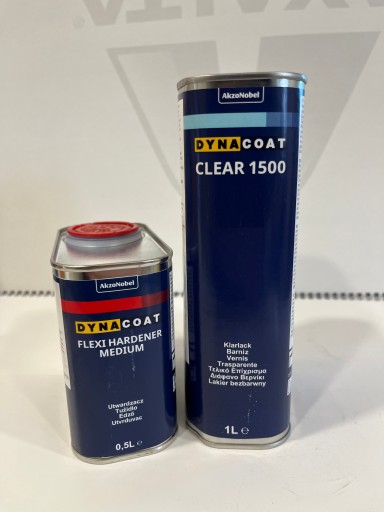 AkzoNobel
DYNACOAT
CLEAR 1500
Klarlack
Barniz
Vernis
Trasparente
Τελικό Επίχρισμα
Διάφανο Βερνίκι
Lakier bezbarwny
1L e
AkzoNobel
DYNACOAT
FLEXI HARDENER
MEDIUM
Utwardzacz
Tužidlo
Edző
Utvrduvac
0,5L e